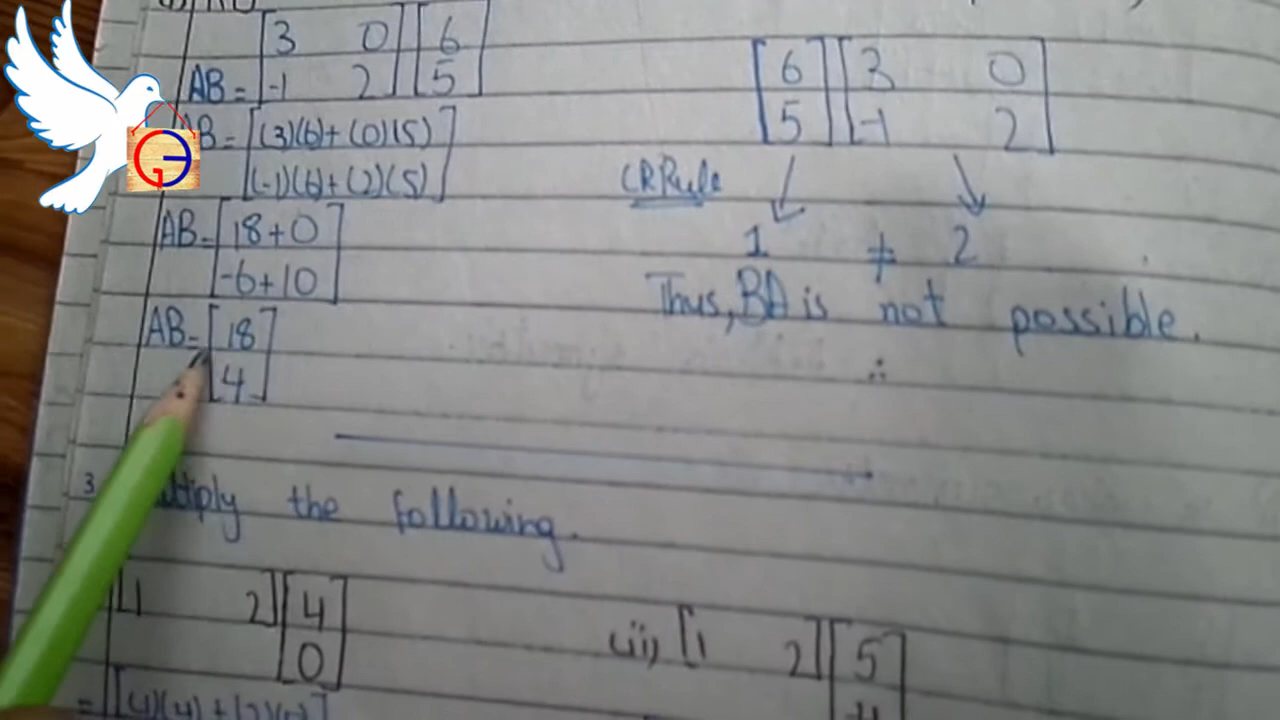 AB = [3 0; -1 2] [6; 5]
AB = [(3)(6)+(0)(5); (-1)(6)+(2)(5)]
AB = [18+0; -6+10]
AB = [18; 4]
[6; 5] [3 0; -1 2]
CR Rule
1 ≠ 2
Thus, BA is not possible.
∴
3
the following.
[1 2] [4; 0]
(ii) [1 2] [5;
GE